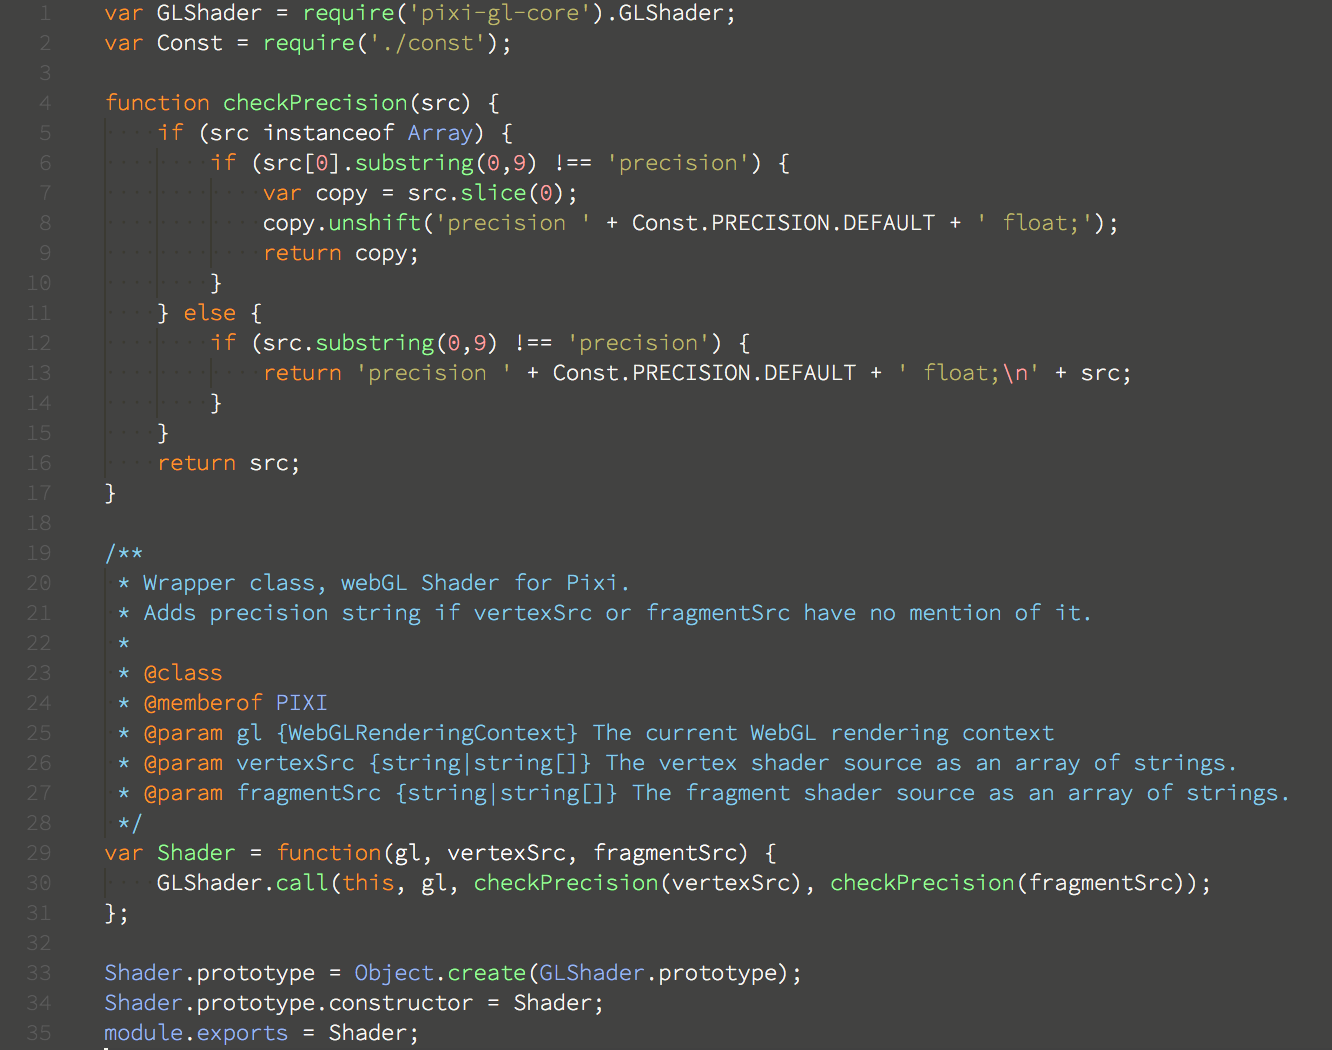 1 var GLShader = require('pixi-gl-core').GLShader;
2 var Const = require('./const');
3
4 function checkPrecision(src) {
5 if (src instanceof Array) {
6 if (src[0].substring(0,9) !== 'precision') {
7 var copy = src.slice(0);
8 copy.unshift('precision ' + Const.PRECISION.DEFAULT + ' float;');
9 return copy;
10 }
11 } else {
12 if (src.substring(0,9) !== 'precision') {
13 return 'precision ' + Const.PRECISION.DEFAULT + ' float;\n' + src;
14 }
15 }
16 return src;
17 }
18
19 /**
20 * Wrapper class, webGL Shader for Pixi.
21 * Adds precision string if vertexSrc or fragmentSrc have no mention of it.
22 *
23 * @class
24 * @memberof PIXI
25 * @param gl {WebGLRenderingContext} The current WebGL rendering context
26 * @param vertexSrc {string|string[]} The vertex shader source as an array of strings.
27 * @param fragmentSrc {string|string[]} The fragment shader source as an array of strings.
28 */
29 var Shader = function(gl, vertexSrc, fragmentSrc) {
30 GLShader.call(this, gl, checkPrecision(vertexSrc), checkPrecision(fragmentSrc));
31 };
32
33 Shader.prototype = Object.create(GLShader.prototype);
34 Shader.prototype.constructor = Shader;
35 module.exports = Shader;